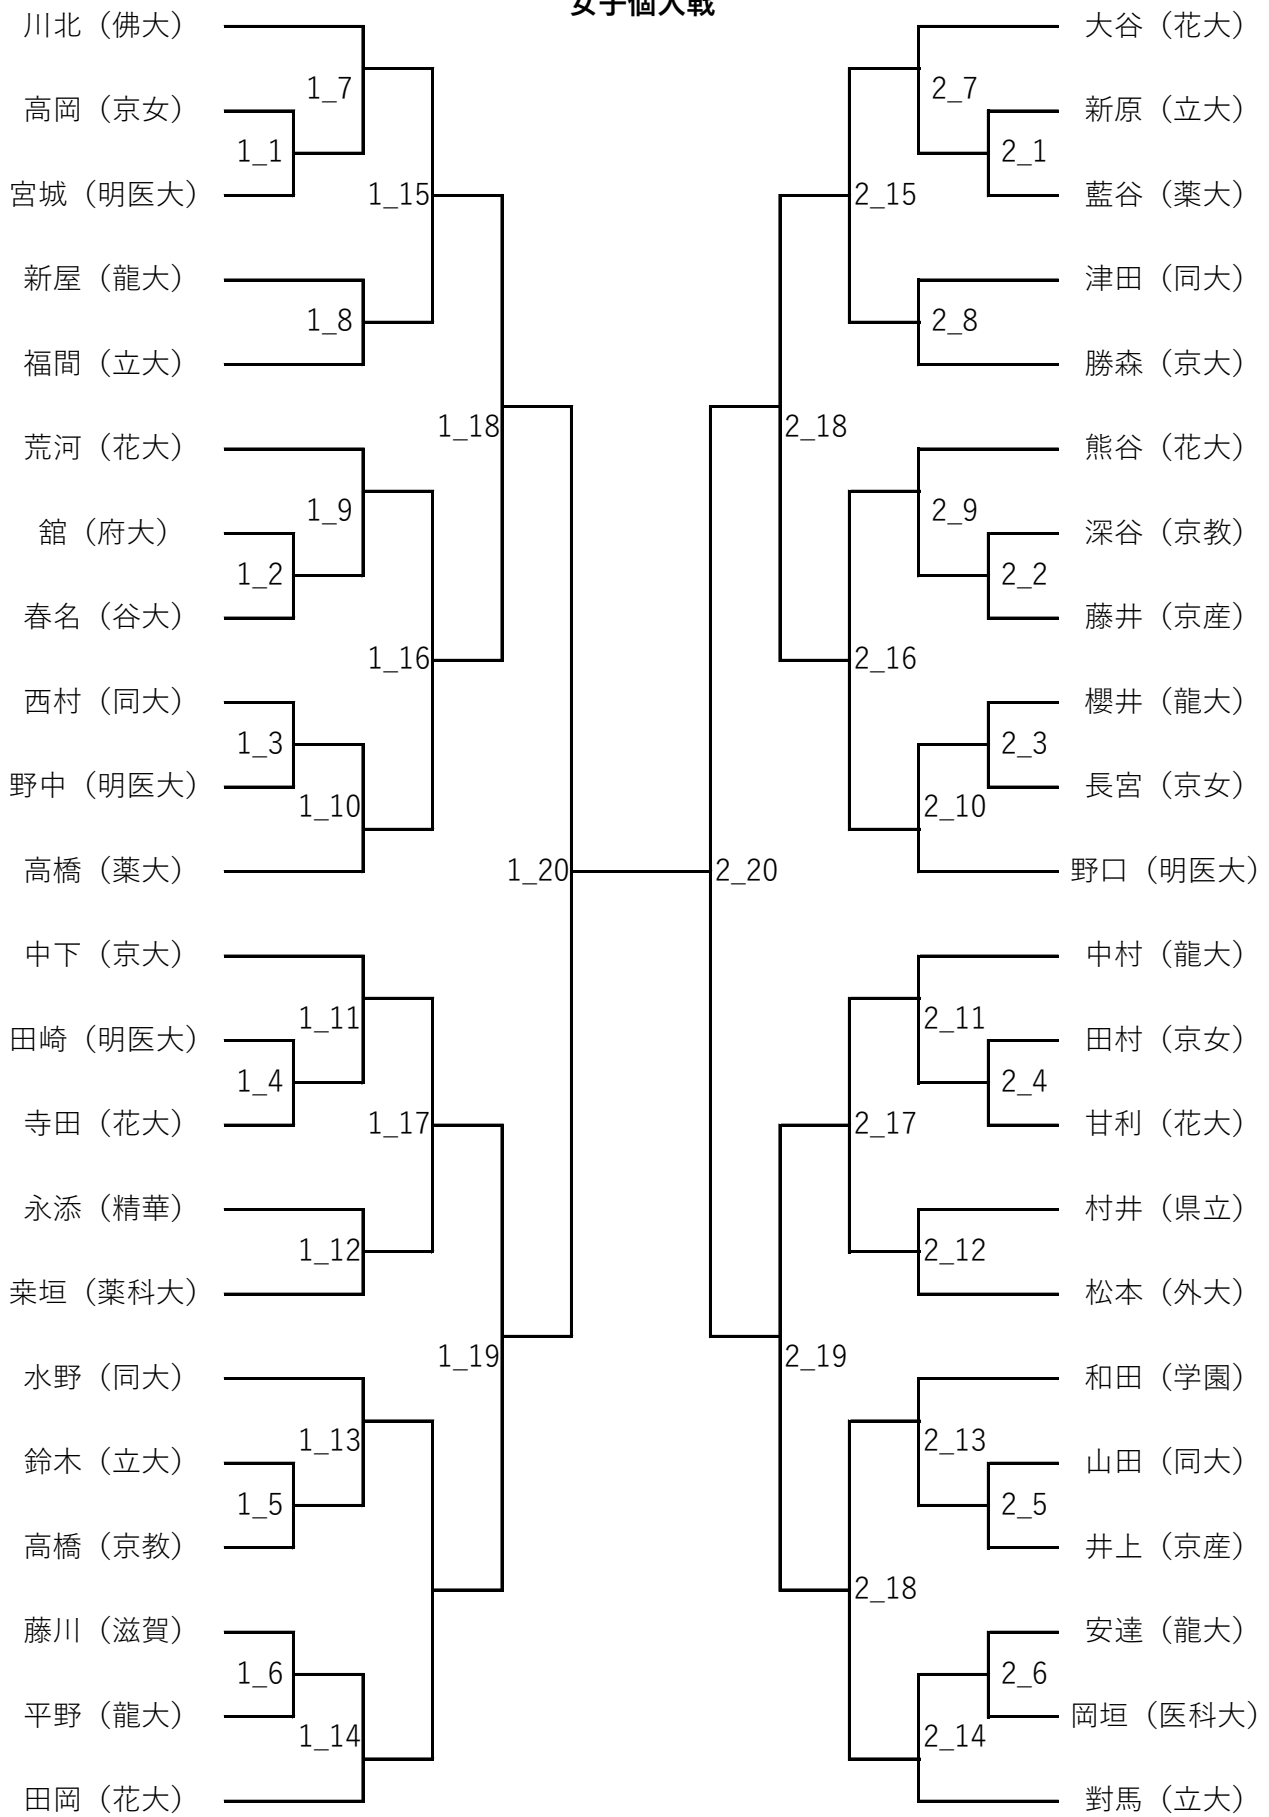 女子個人戦
川北（佛大）
1_7
高岡（京女）
1_1
宮城（明医大）
1_15
新屋（龍大）
1_8
福間（立大）
1_18
荒河（花大）
1_9
舘（府大）
1_2
春名（谷大）
1_16
西村（同大）
1_3
野中（明医大）
1_10
高橋（薬大）
1_20
中下（京大）
1_11
田崎（明医大）
1_4
寺田（花大）
1_17
永添（精華）
1_12
桒垣（薬科大）
1_19
水野（同大）
1_13
鈴木（立大）
1_5
高橋（京教）
藤川（滋賀）
1_6
平野（龍大）
1_14
田岡（花大）
大谷（花大）
2_7
新原（立大）
2_1
藍谷（薬大）
2_15
津田（同大）
2_8
勝森（京大）
2_18
熊谷（花大）
2_9
深谷（京教）
2_2
藤井（京産）
2_16
櫻井（龍大）
2_3
長宮（京女）
2_10
野口（明医大）
2_20
中村（龍大）
2_11
田村（京女）
2_4
甘利（花大）
2_17
村井（県立）
2_12
松本（外大）
2_19
和田（学園）
2_13
山田（同大）
2_5
井上（京産）
2_18
安達（龍大）
2_6
岡垣（医科大）
2_14
對馬（立大）